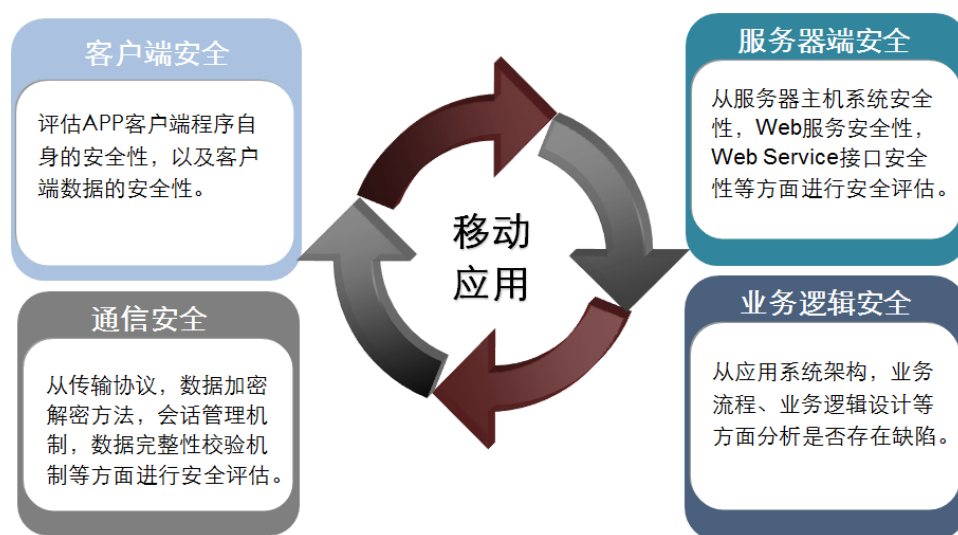 客户端安全
评估APP客户端程序自
身的安全性，以及客户
端数据的安全性。
服务器端安全
从服务器主机系统安全
性，Web服务安全性，
Web Service接口安全
性等方面进行安全评估。
移动
应用
通信安全
从传输协议，数据加密
解密方法，会话管理机
制，数据完整性校验机
制等方面进行安全评估。
业务逻辑安全
从应用系统架构，业务
流程、业务逻辑设计等
方面分析是否存在缺陷。